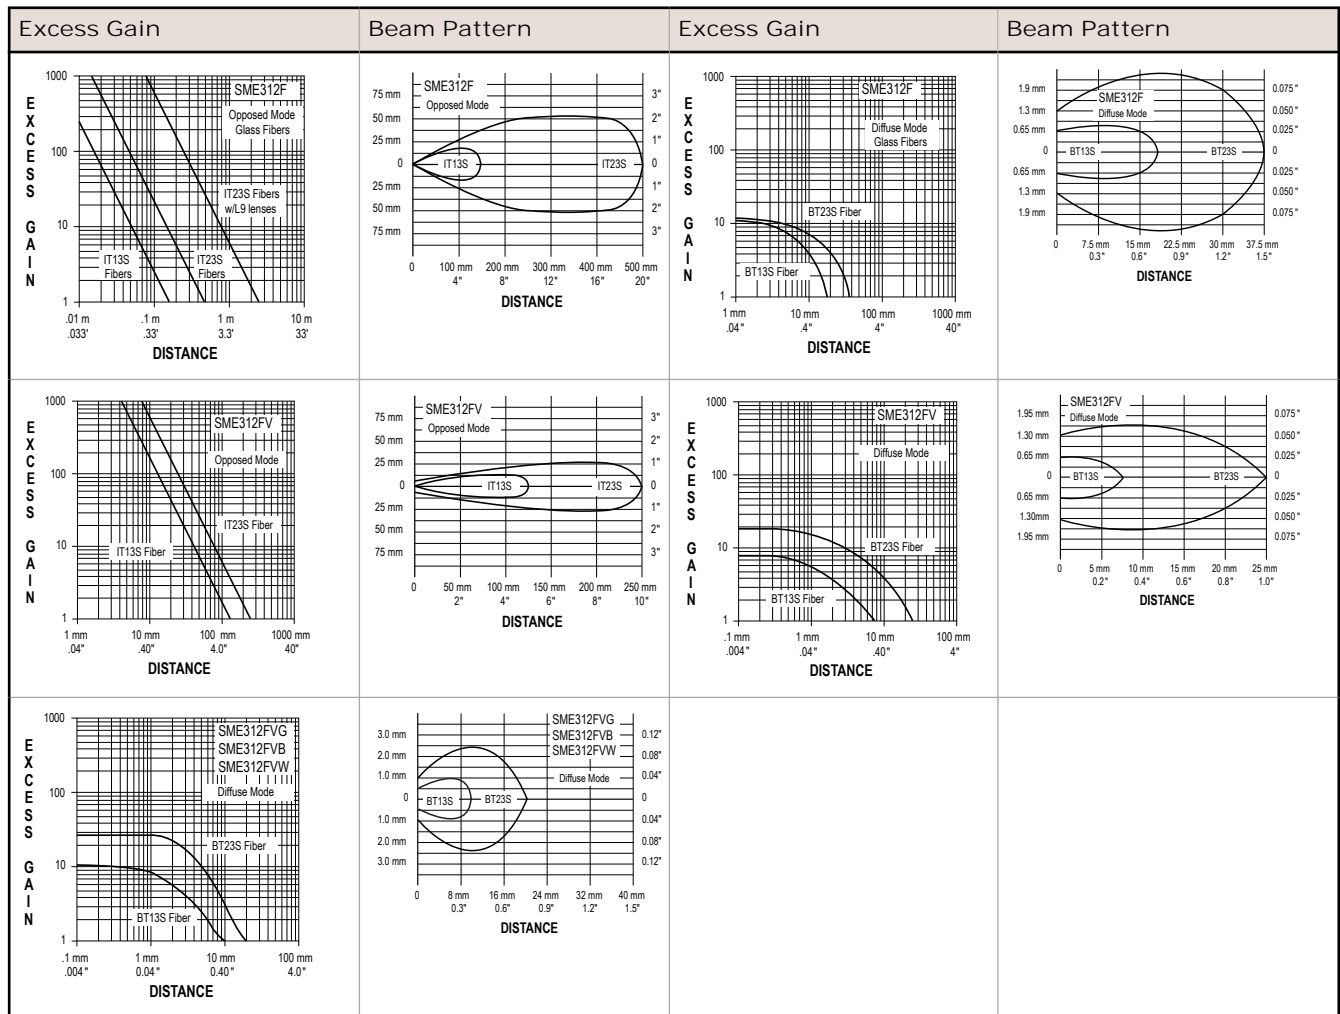 Excess Gain
Beam Pattern
Excess Gain
Beam Pattern
EXCESS GAIN
1000
100
10
1
SME312F
Opposed Mode
Glass Fibers
IT23S Fibers
w/L9 lenses
IT13S
Fibers
IT23S
Fibers
.01 m
.033'
.1 m
.33'
1 m
3.3'
10 m
33'
DISTANCE
SME312F
Opposed Mode
75 mm
50 mm
25 mm
0
25 mm
50 mm
75 mm
3"
2"
1"
0
1"
2"
3"
IT13S
IT23S
0
100 mm
4"
200 mm
8"
300 mm
12"
400 mm
16"
500 mm
20"
DISTANCE
EXCESS GAIN
1000
100
10
1
SME312F
Diffuse Mode
Glass Fibers
BT23S Fiber
BT13S Fiber
1 mm
.04"
10 mm
.4"
100 mm
4"
1000 mm
40"
DISTANCE
SME312F
Diffuse Mode
1.9 mm
1.3 mm
0.65 mm
0
0.65 mm
1.3 mm
1.9 mm
0.075"
0.050"
0.025"
0
0.025"
0.050"
0.075"
BT13S
BT23S
0
7.5 mm
0.3"
15 mm
0.6"
22.5 mm
0.9"
30 mm
1.2"
37.5 mm
1.5"
DISTANCE
EXCESS GAIN
1000
100
10
1
SME312FV
Opposed Mode
IT23S Fiber
IT13S Fiber
1 mm
.04"
10 mm
.40"
100 mm
4.0"
1000 mm
40"
DISTANCE
SME312FV
Opposed Mode
75 mm
50 mm
25 mm
0
25 mm
50 mm
75 mm
3"
2"
1"
0
1"
2"
3"
IT13S
IT23S
0
50 mm
2"
100 mm
4"
150 mm
6"
200 mm
8"
250 mm
10"
DISTANCE
EXCESS GAIN
1000
100
10
1
SME312FV
Diffuse Mode
BT23S Fiber
BT13S Fiber
.1 mm
.004"
1 mm
.04"
10 mm
.40"
100 mm
4"
DISTANCE
SME312FV
Diffuse Mode
1.95 mm
1.30 mm
0.65 mm
0
0.65 mm
1.30mm
1.95 mm
0.075"
0.050"
0.025"
0
0.025"
0.050"
0.075"
BT13S
BT23S
0
5 mm
0.2"
10 mm
0.4"
15 mm
0.6"
20 mm
0.8"
25 mm
1.0"
DISTANCE
EXCESS GAIN
1000
100
10
1
SME312FVG
SME312FVB
SME312FVW
Diffuse Mode
BT23S Fiber
BT13S Fiber
.1 mm
.004"
1 mm
0.04"
10 mm
0.40"
100 mm
4.0"
DISTANCE
SME312FVG
SME312FVB
SME312FVW
Diffuse Mode
3.0 mm
2.0 mm
1.0 mm
0
1.0 mm
2.0 mm
3.0 mm
0.12"
0.08"
0.04"
0
0.04"
0.08"
0.12"
BT13S
BT23S
0
8 mm
0.3"
16 mm
0.6"
24 mm
0.9"
32 mm
1.2"
40 mm
1.5"
DISTANCE